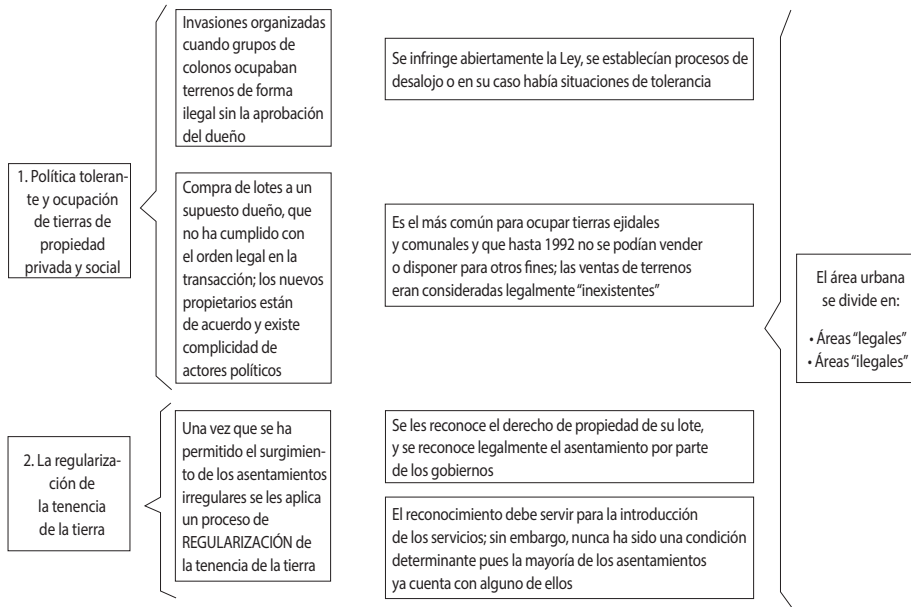 1. Política toleran-
te y ocupación
de tierras de
propiedad
privada y social
Invasiones organizadas
cuando grupos de
colonos ocupaban
terrenos de forma
ilegal sin la aprobación
del dueño
Se infringe abiertamente la Ley, se establecían procesos de
desalojo o en su caso había situaciones de tolerancia
Compra de lotes a un
supuesto dueño, que
no ha cumplido con
el orden legal en la
transacción; los nuevos
propietarios están
de acuerdo y existe
complicidad de
actores políticos
Es el más común para ocupar tierras ejidales
y comunales y que hasta 1992 no se podían vender
o disponer para otros fines; las ventas de terrenos
eran consideradas legalmente “inexistentes”
2. La regulariza-
ción de
la tenencia
de la tierra
Una vez que se ha
permitido el surgimien-
to de los asentamientos
irregulares se les aplica
un proceso de
REGULARIZACIÓN de
la tenencia de la tierra
Se les reconoce el derecho de propiedad de su lote,
y se reconoce legalmente el asentamiento por parte
de los gobiernos
El reconocimiento debe servir para la introducción
de los servicios; sin embargo, nunca ha sido una condición
determinante pues la mayoría de los asentamientos
ya cuenta con alguno de ellos
El área urbana
se divide en:
• Áreas “legales”
• Áreas “ilegales”